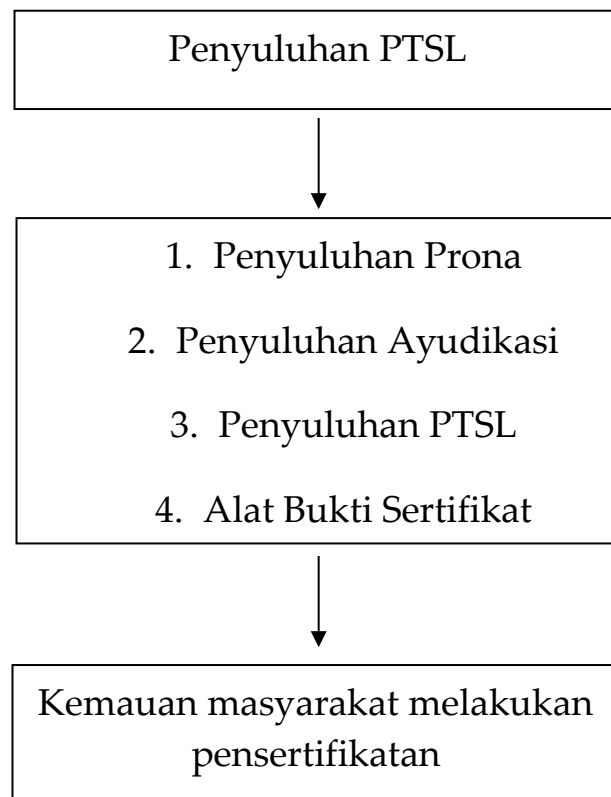 Penyuluhan PTSL
1. Penyuluhan Prona
2. Penyuluhan Ayudikasi
3. Penyuluhan PTSL
4. Alat Bukti Sertifikat
Kemauan masyarakat melakukan
pensertifikatan